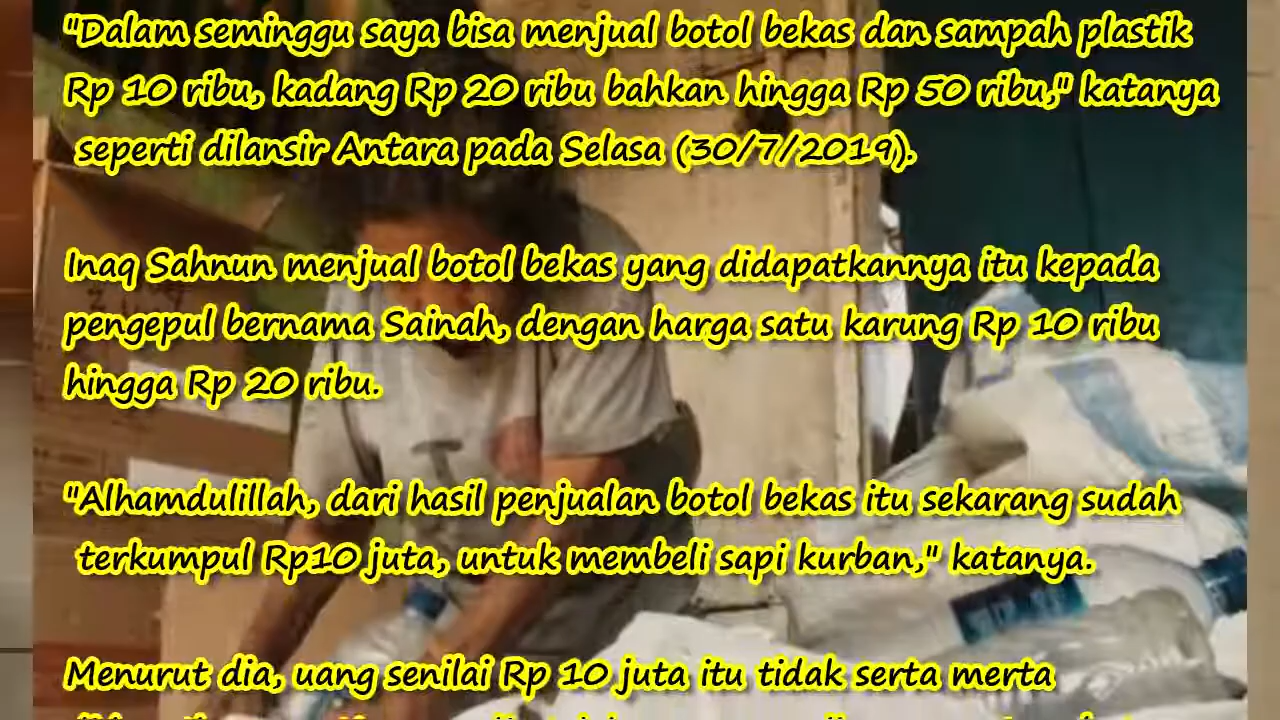 "Dalam seminggu saya bisa menjual botol bekas dan sampah plastik
Rp 10 ribu, kadang Rp 20 ribu bahkan hingga Rp 50 ribu," katanya
seperti dilansir Antara pada Selasa (30/7/2019).
Inaq Sahnun menjual botol bekas yang didapatkannya itu kepada
pengepul bernama Sainah, dengan harga satu karung Rp 10 ribu
hingga Rp 20 ribu.
"Alhamdulillah, dari hasil penjualan botol bekas itu sekarang sudah
terkumpul Rp10 juta, untuk membeli sapi kurban," katanya.
Menurut dia, uang senilai Rp 10 juta itu tidak serta merta